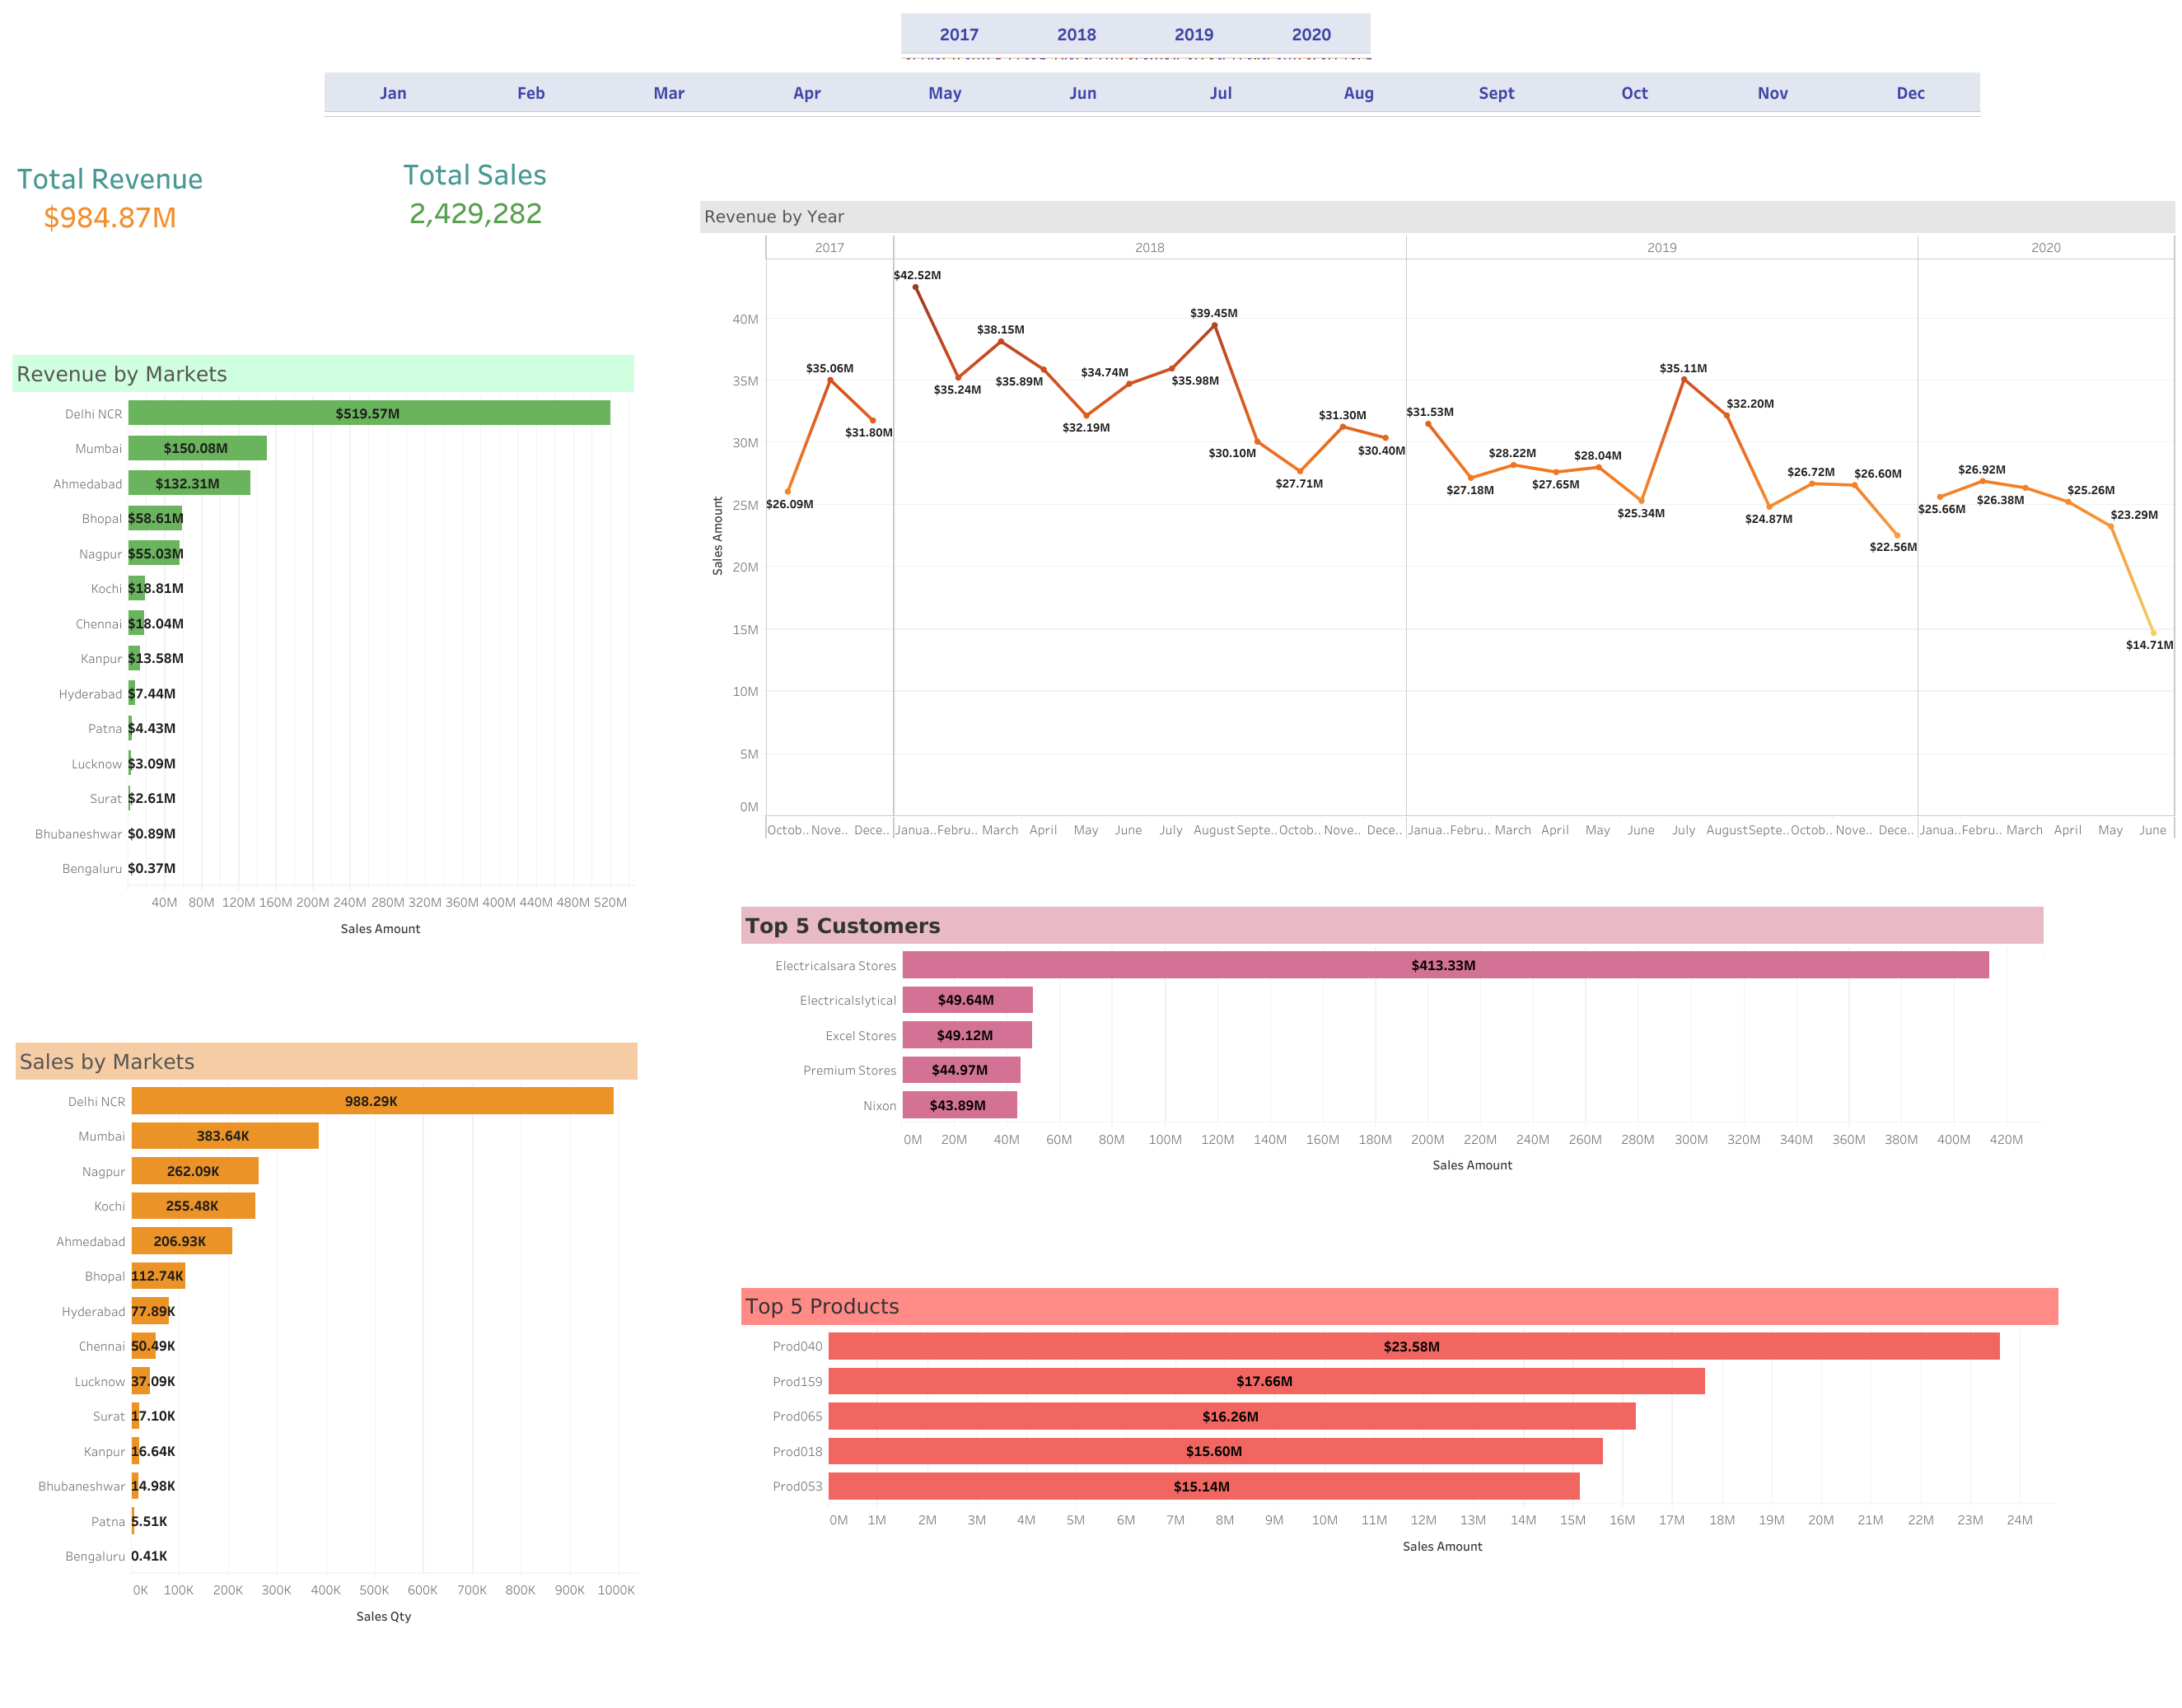 2017 2018 2019 2020
Jan Feb Mar Apr May Jun Jul Aug Sept Oct Nov Dec
Total Revenue
$984.87M
Total Sales
2,429,282
Revenue by Markets
Delhi NCR $519.57M
Mumbai $150.08M
Ahmedabad $132.31M
Bhopal $58.61M
Nagpur $55.03M
Kochi $18.81M
Chennai $18.04M
Kanpur $13.58M
Hyderabad $7.44M
Patna $4.43M
Lucknow $3.09M
Surat $2.61M
Bhubaneshwar $0.89M
Bengaluru $0.37M
40M 80M 120M 160M 200M 240M 280M 320M 360M 400M 440M 480M 520M
Sales Amount
Sales by Markets
Delhi NCR 988.29K
Mumbai 383.64K
Nagpur 262.09K
Kochi 255.48K
Ahmedabad 206.93K
Bhopal 112.74K
Hyderabad 77.89K
Chennai 50.49K
Lucknow 37.09K
Surat 17.10K
Kanpur 16.64K
Bhubaneshwar 14.98K
Patna 5.51K
Bengaluru 0.41K
0K 100K 200K 300K 400K 500K 600K 700K 800K 900K 1000K
Sales Qty
Revenue by Year
2017 2018 2019 2020
Sales Amount
40M
35M
30M
25M
20M
15M
10M
5M
0M
$26.09M $35.06M $31.80M
$42.52M $35.24M $38.15M $35.89M $32.19M $34.74M $35.98M $39.45M $30.10M $27.71M $31.30M $30.40M
$31.53M $27.18M $28.22M $27.65M $28.04M $25.34M $35.11M $32.20M $24.87M $26.72M $26.60M $22.56M
$25.66M $26.92M $26.38M $25.26M $23.29M $14.71M
Octob.. Nove.. Dece.. Janua.. Febru.. March April May June July August Septe.. Octob.. Nove.. Dece.. Janua.. Febru.. March April May June July August Septe.. Octob.. Nove.. Dece.. Janua.. Febru.. March April May June
Top 5 Customers
Electricalsara Stores $413.33M
Electricalslytical $49.64M
Excel Stores $49.12M
Premium Stores $44.97M
Nixon $43.89M
0M 20M 40M 60M 80M 100M 120M 140M 160M 180M 200M 220M 240M 260M 280M 300M 320M 340M 360M 380M 400M 420M
Sales Amount
Top 5 Products
Prod040 $23.58M
Prod159 $17.66M
Prod065 $16.26M
Prod018 $15.60M
Prod053 $15.14M
0M 1M 2M 3M 4M 5M 6M 7M 8M 9M 10M 11M 12M 13M 14M 15M 16M 17M 18M 19M 20M 21M 22M 23M 24M
Sales Amount